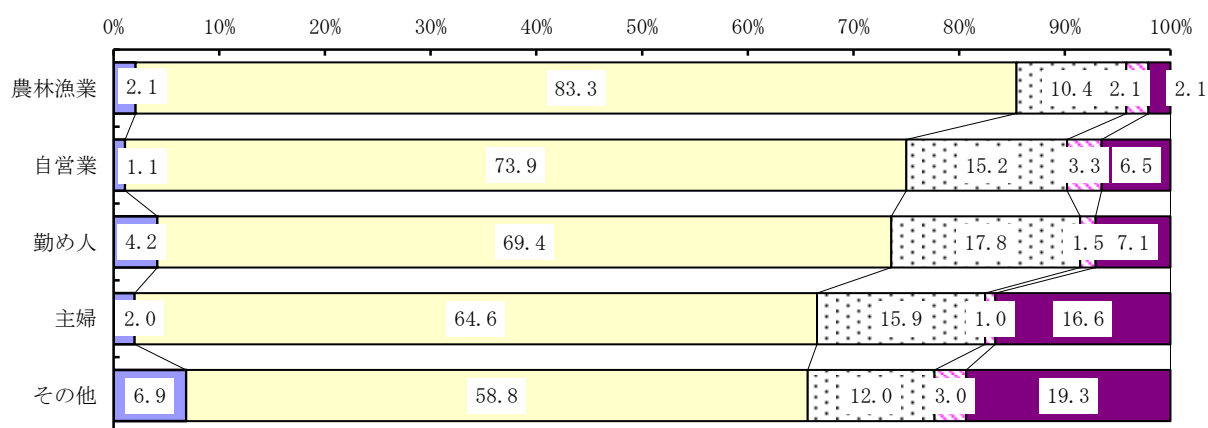 0% 10% 20% 30% 40% 50% 60% 70% 80% 90% 100%
農林漁業 2.1 83.3 10.4 2.1 2.1
自営業 1.1 73.9 15.2 3.3 6.5
勤め人 4.2 69.4 17.8 1.5 7.1
主婦 2.0 64.6 15.9 1.0 16.6
その他 6.9 58.8 12.0 3.0 19.3